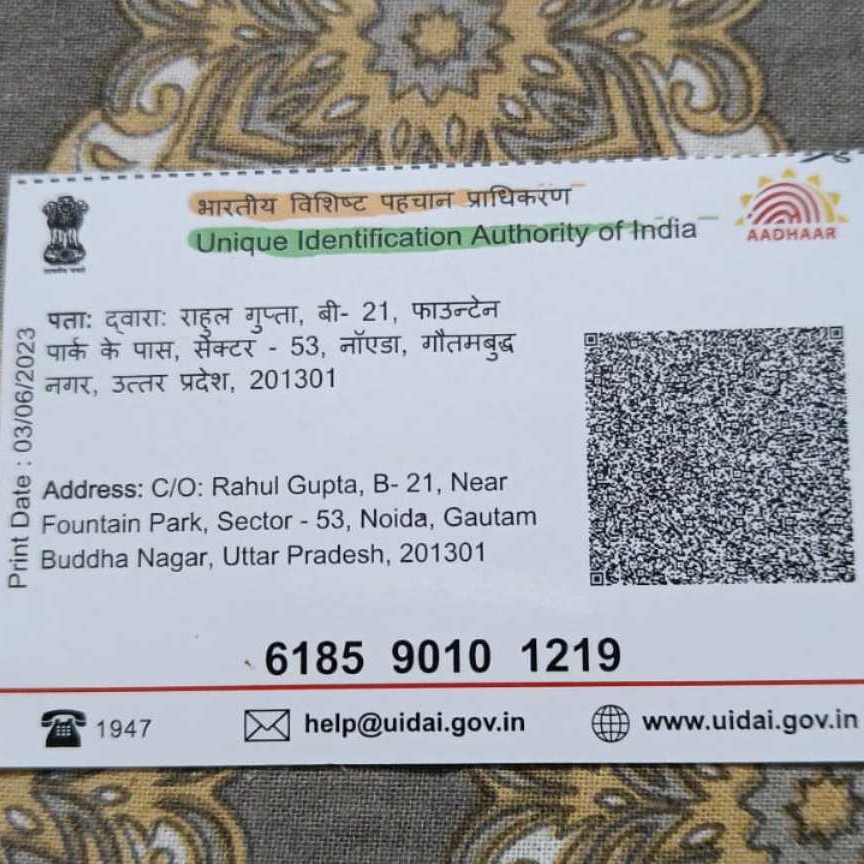 भारतीय विशिष्ट पहचान प्राधिकरण
Unique Identification Authority of India
AADHAAR
पता: द्वारा: राहुल गुप्ता, बी- 21, फाउन्टेन
पार्क के पास, सेक्टर - 53, नॉएडा, गौतमबुद्ध
नगर, उत्तर प्रदेश, 201301
Print Date : 03/06/2023
Address: C/O: Rahul Gupta, B- 21, Near
Fountain Park, Sector - 53, Noida, Gautam
Buddha Nagar, Uttar Pradesh, 201301
6185 9010 1219
1947
help@uidai.gov.in
www.uidai.gov.in